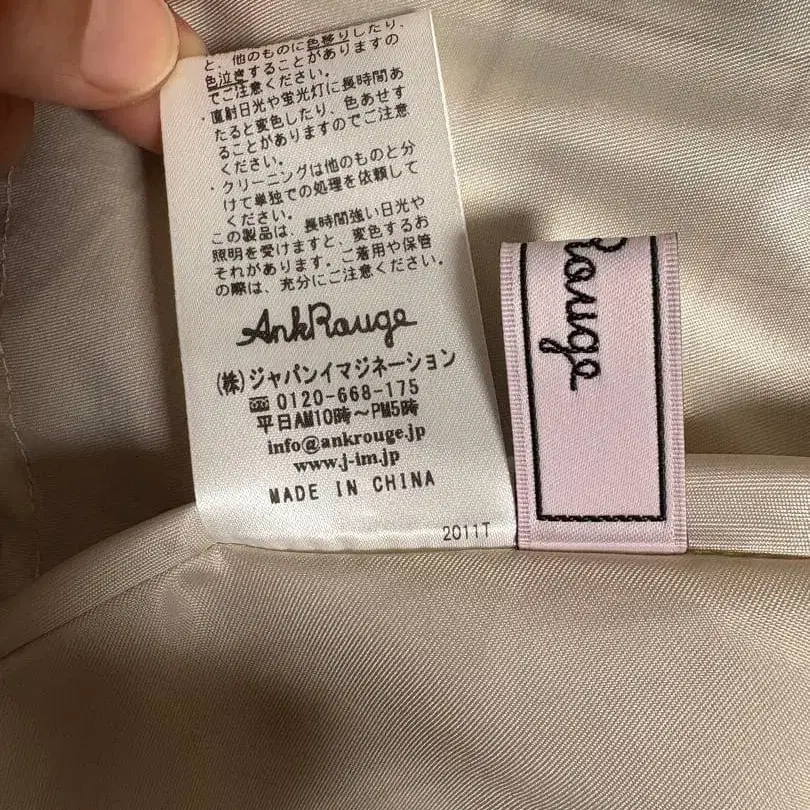 と、他のものに色移りしたり、
色泣きすることがありますの
でご注意ください。
・直射日光や蛍光灯に長時間あ
たると変色したり、色あせす
ることがありますのでご注意
ください。
・クリーニングは他のものと分
けて単独での処理を依頼して
ください。
この製品は、長時間強い日光や
照明を受けますと、変色するお
それがあります。ご着用や保管
の際は、充分にご注意ください。
AnkRouge
(株)ジャパンイマジネーション
0120-668-175
平日AM10時～PM5時
info@ankrouge.jp
www.j-im.jp
MADE IN CHINA
2011T
Rouge